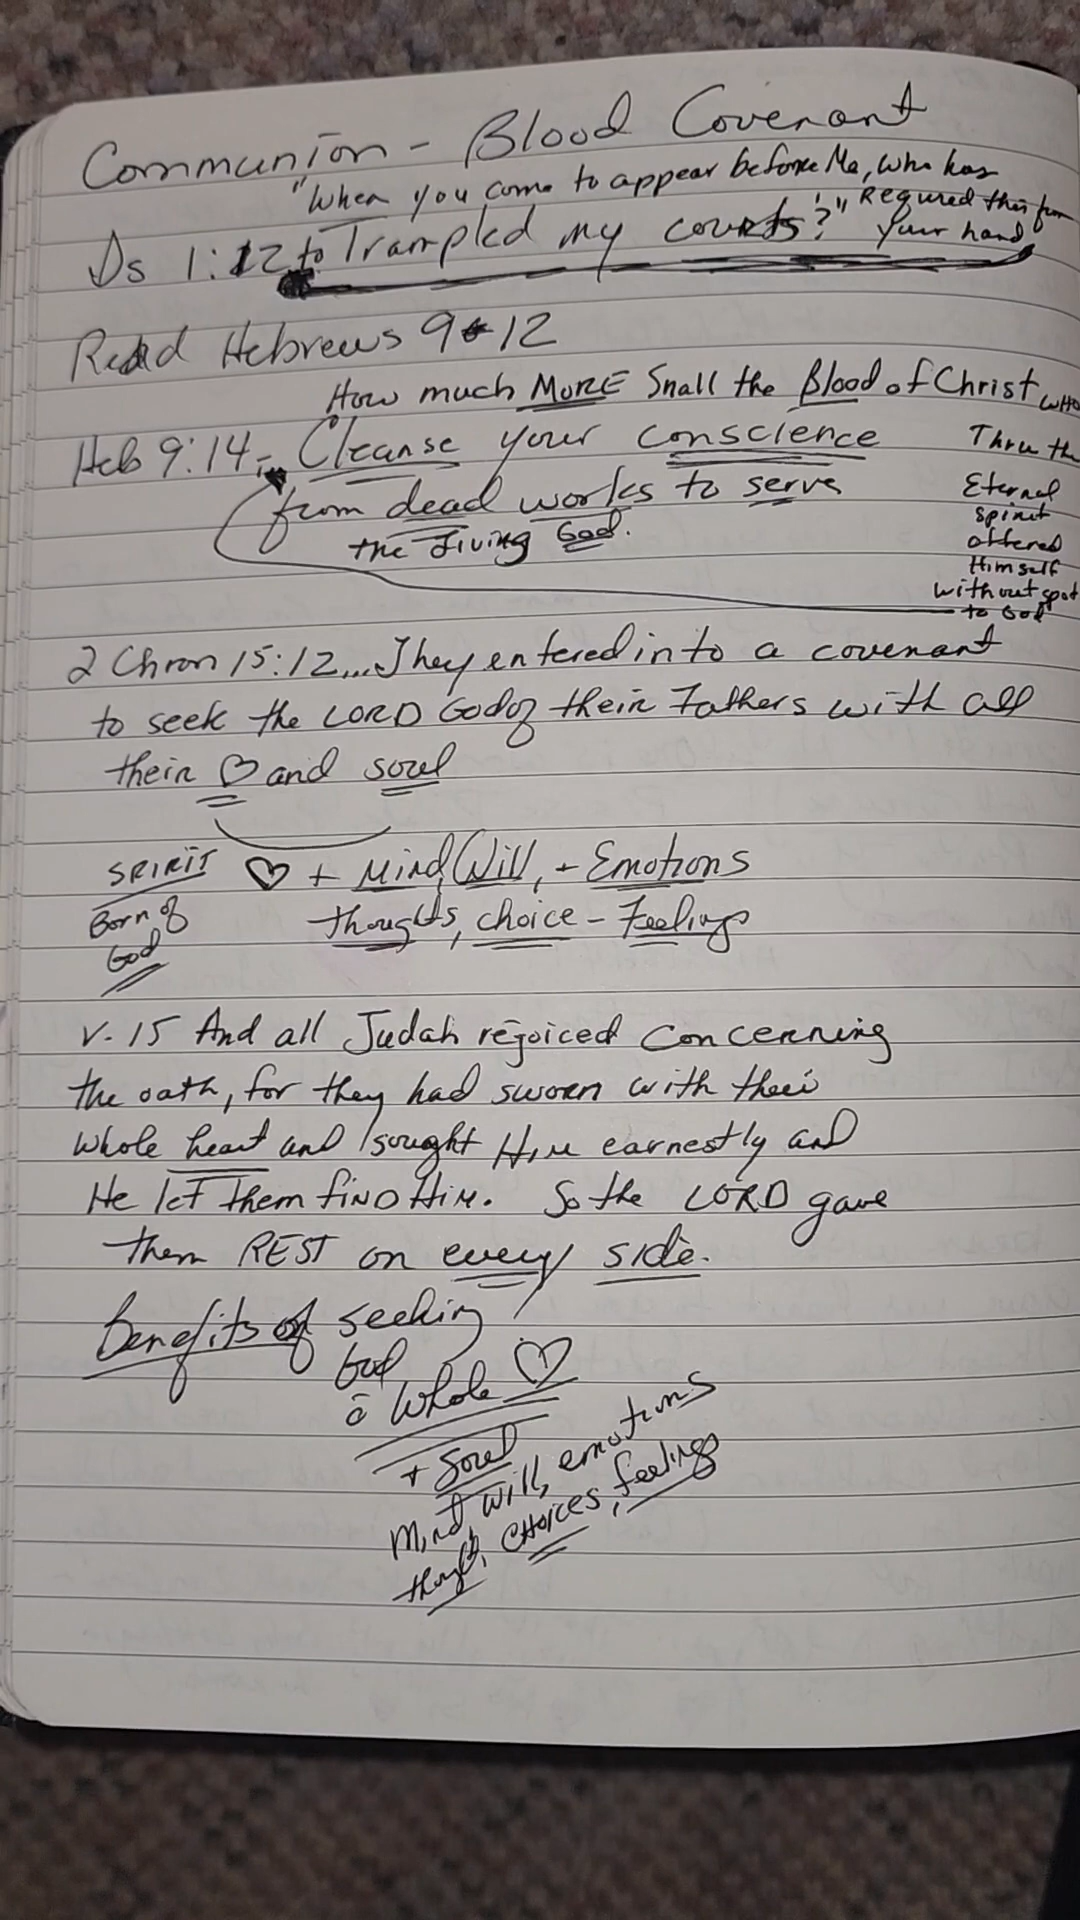 Communion - Blood Covenant
"When you come to appear before Me, who has
Required this from
Your hand
Is 1:12 to Trampled my courts?"
Read Hebrews 9 12
How much MORE Shall the Blood of Christ who
Thru the
Eternal
Spirit
offered
Himself
without spot
to God
Heb 9:14 - Cleanse your conscience
from dead works to serve
the Living God.
2 Chron 15:12... They entered into a covenant
to seek the LORD God of their Fathers with all
their ♡ and soul
SPIRIT ♡ + Mind, Will, + Emotions
Born of thoughts, choice - Feelings
God
v. 15 And all Judah rejoiced concerning
the oath, for they had sworn with their
whole heart and sought Him earnestly and
He let them find Him. So the LORD gave
them REST on every side.
Benefits of seeking
God
c̄ Whole ♡
+ Soul
Mind, will, emotions
CHOICES, feelings